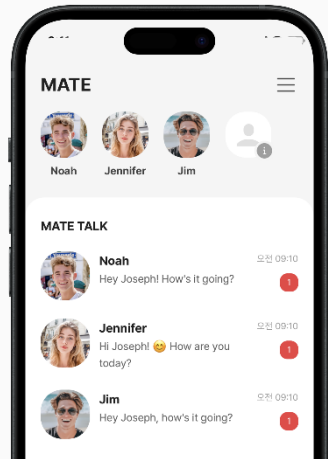 MATE
Noah
Jennifer
Jim
MATE TALK
Noah
오전 09:10
Hey Joseph! How's it going?
1
Jennifer
오전 09:10
Hi Joseph! 😊 How are you
today?
1
Jim
오전 09:10
Hey Joseph, how's it going?
1